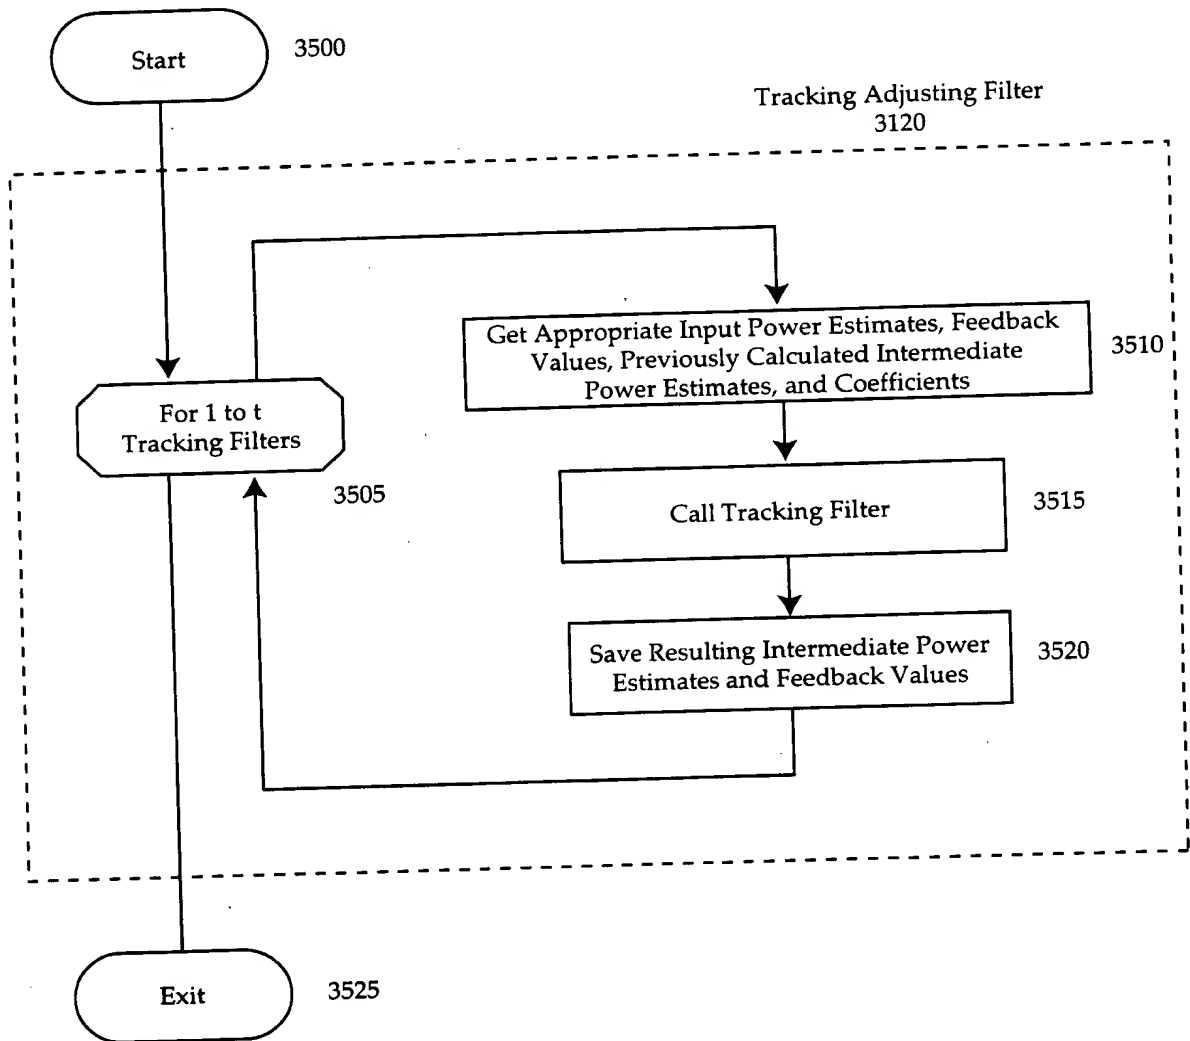 Start
3500
Tracking Adjusting Filter
3120
For 1 to t
Tracking Filters
3505
Get Appropriate Input Power Estimates, Feedback
Values, Previously Calculated Intermediate
Power Estimates, and Coefficients
3510
Call Tracking Filter
3515
Save Resulting Intermediate Power
Estimates and Feedback Values
3520
Exit
3525